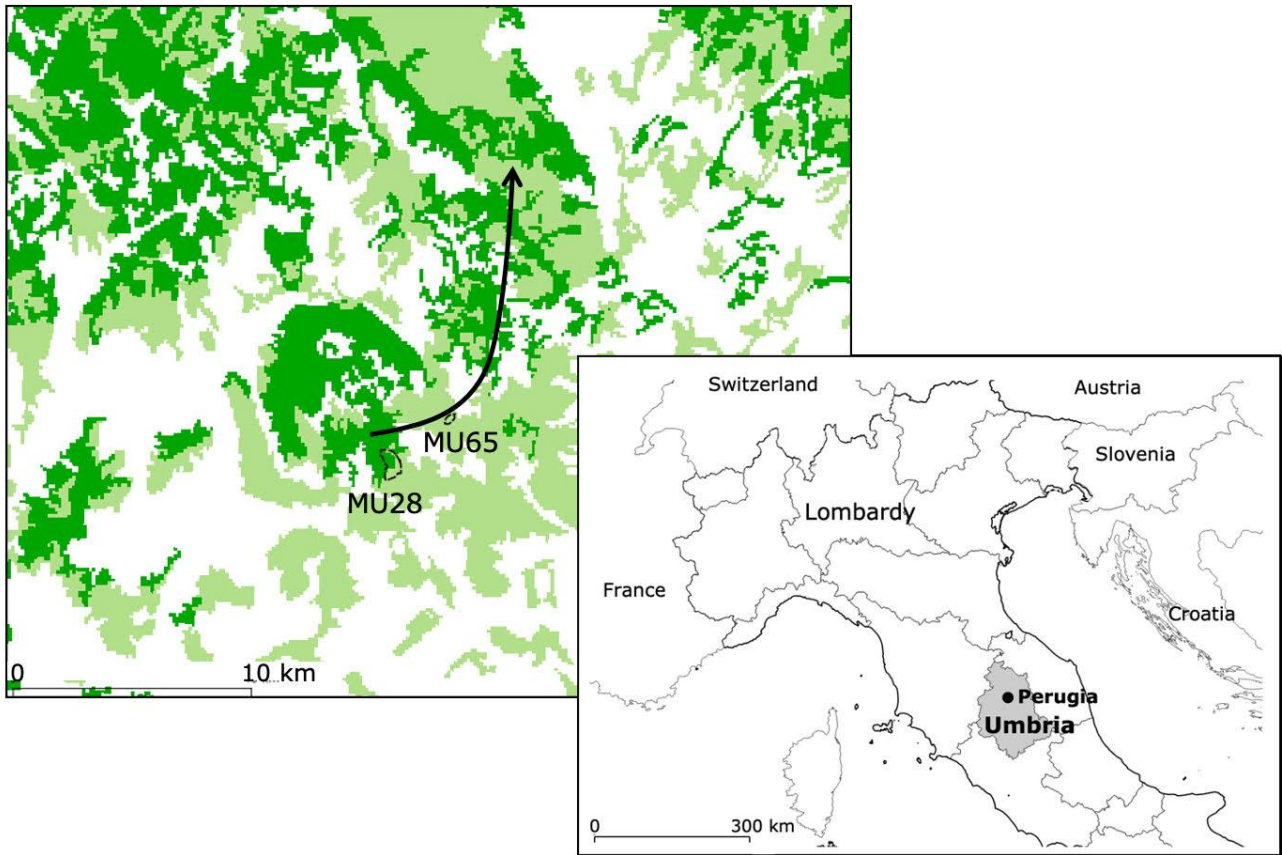 MU65
MU28
0 10 km
Switzerland
Austria
Slovenia
Lombardy
France
Croatia
Perugia
Umbria
0 300 km